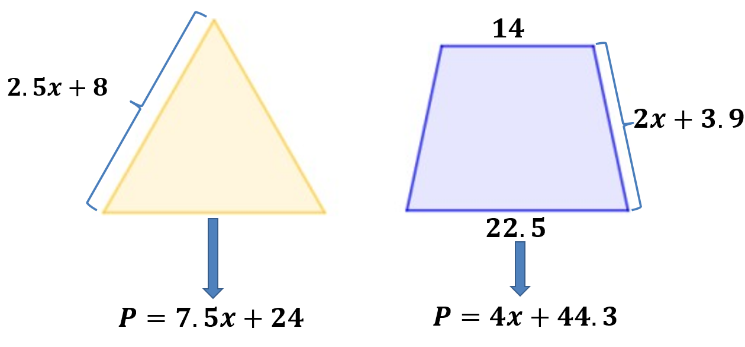 2.5x + 8
P = 7.5x + 24
14
2x + 3.9
22.5
P = 4x + 44.3